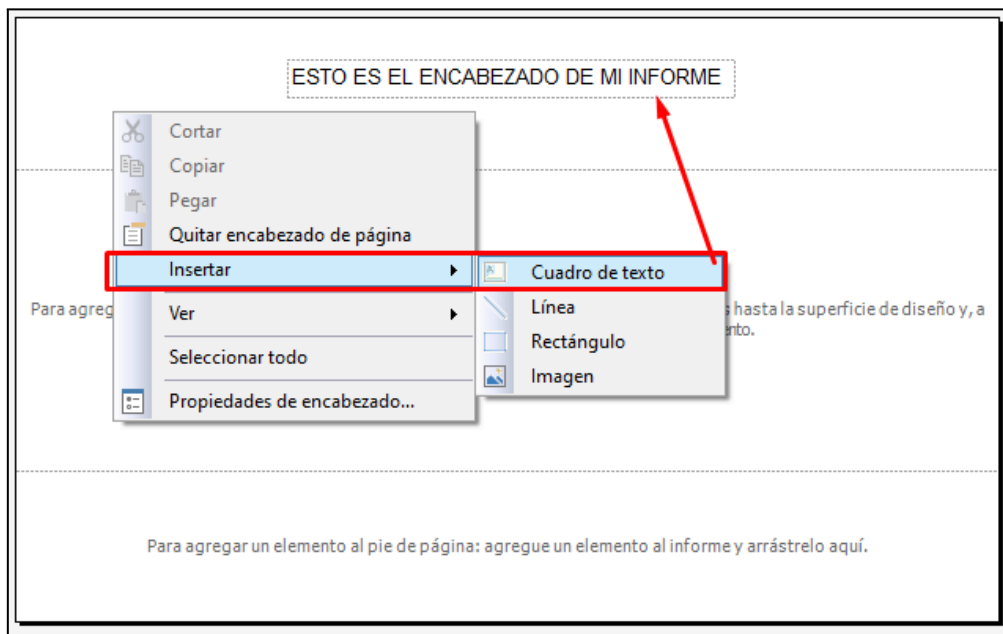 ESTO ES EL ENCABEZADO DE MI INFORME
Cortar
Copiar
Pegar
Quitar encabezado de página
Insertar
Ver
Seleccionar todo
Propiedades de encabezado...
Cuadro de texto
Línea
Rectángulo
Imagen
Para agreg
hasta la superficie de diseño y, a
Para agregar un elemento al pie de página: agregue un elemento al informe y arrástrelo aquí.